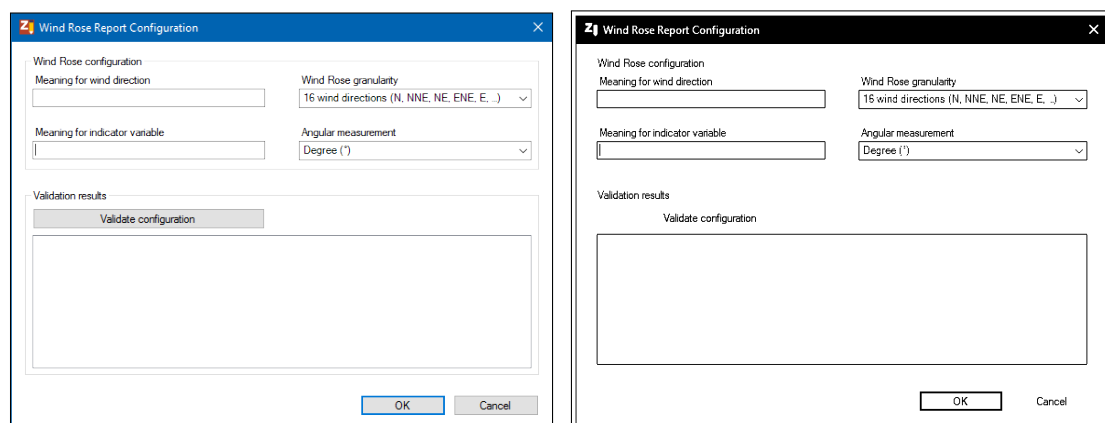 Wind Rose Report Configuration
Wind Rose configuration
Meaning for wind direction
Wind Rose granularity
16 wind directions (N, NNE, NE, ENE, E, ..)
Meaning for indicator variable
Angular measurement
Degree (°)
Validation results
Validate configuration
OK
Cancel
Wind Rose Report Configuration
Wind Rose configuration
Meaning for wind direction
Wind Rose granularity
16 wind directions (N, NNE, NE, ENE, E, ..)
Meaning for indicator variable
Angular measurement
Degree (°)
Validation results
Validate configuration
OK
Cancel